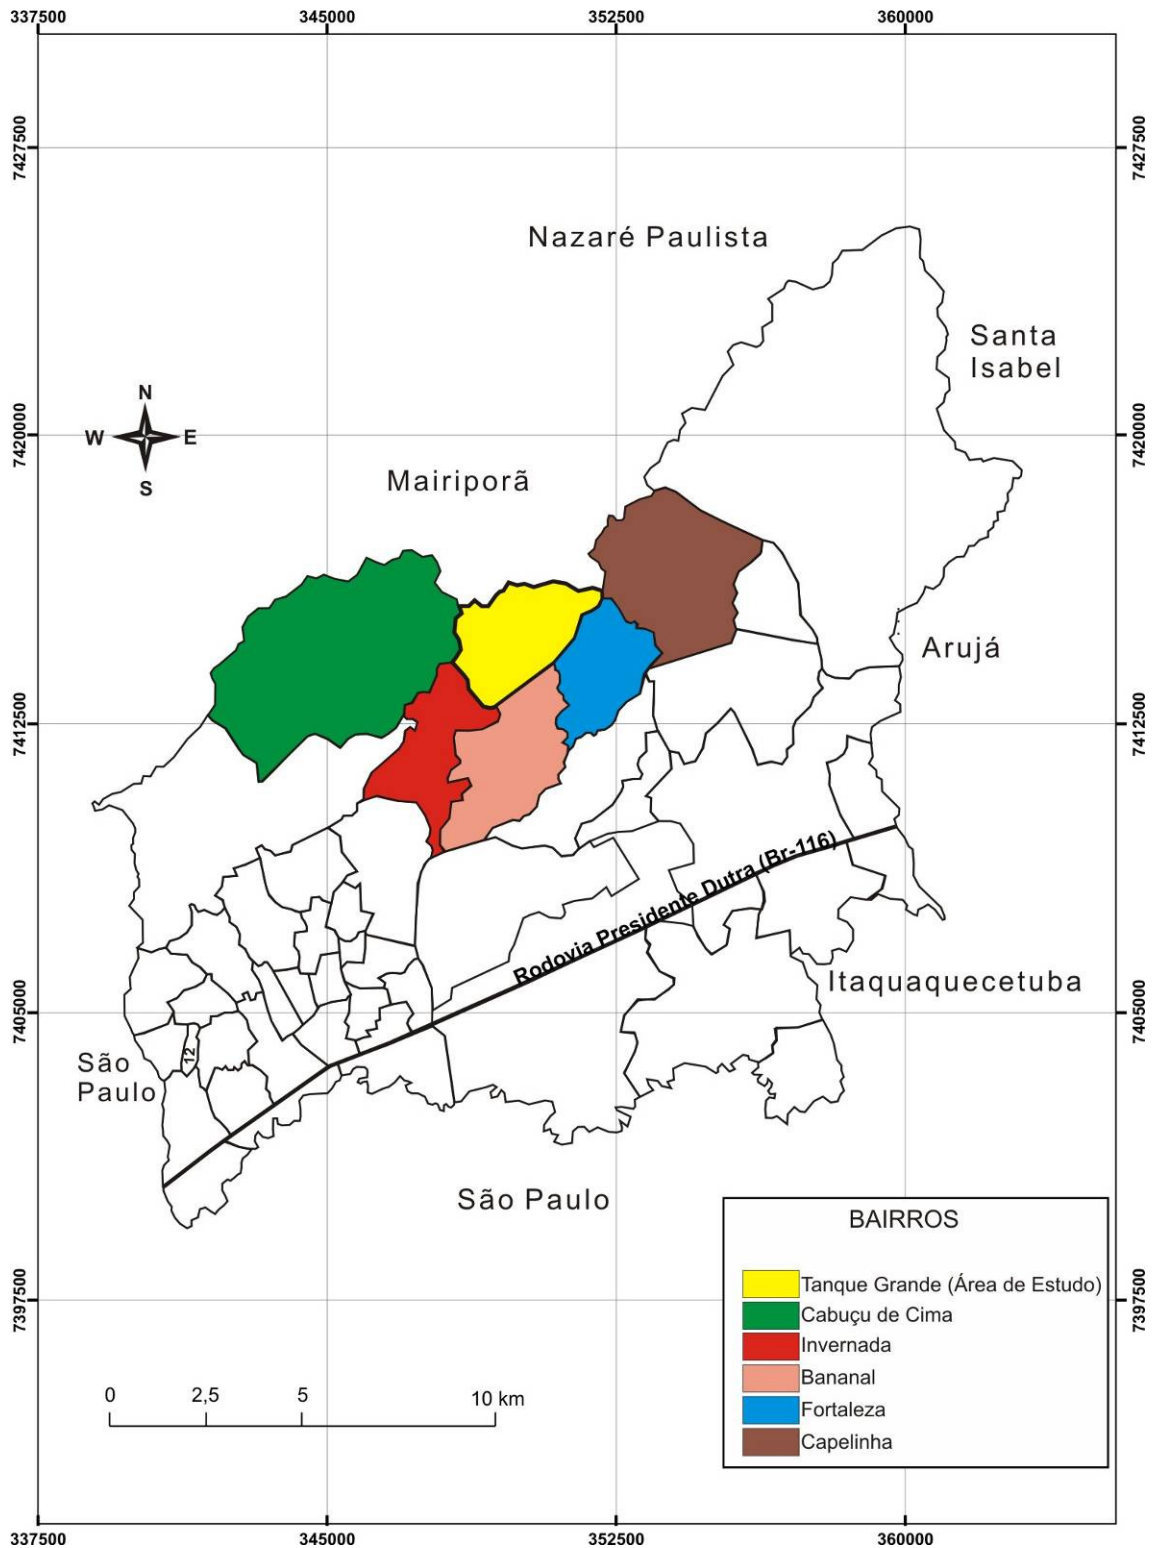 337500 345000 352500 360000
7427500 7427500
Nazaré Paulista
Santa
Isabel
N
W E
S
7420000 7420000
Mairiporã
Arujá
7412500 7412500
Rodovia Presidente Dutra (Br-116)
Itaquaquecetuba
7405000 7405000
São
Paulo
12
São Paulo
BAIRROS
Tanque Grande (Área de Estudo)
Cabuçu de Cima
Invernada
Bananal
Fortaleza
Capelinha
7397500 7397500
0 2,5 5 10 km
337500 345000 352500 360000